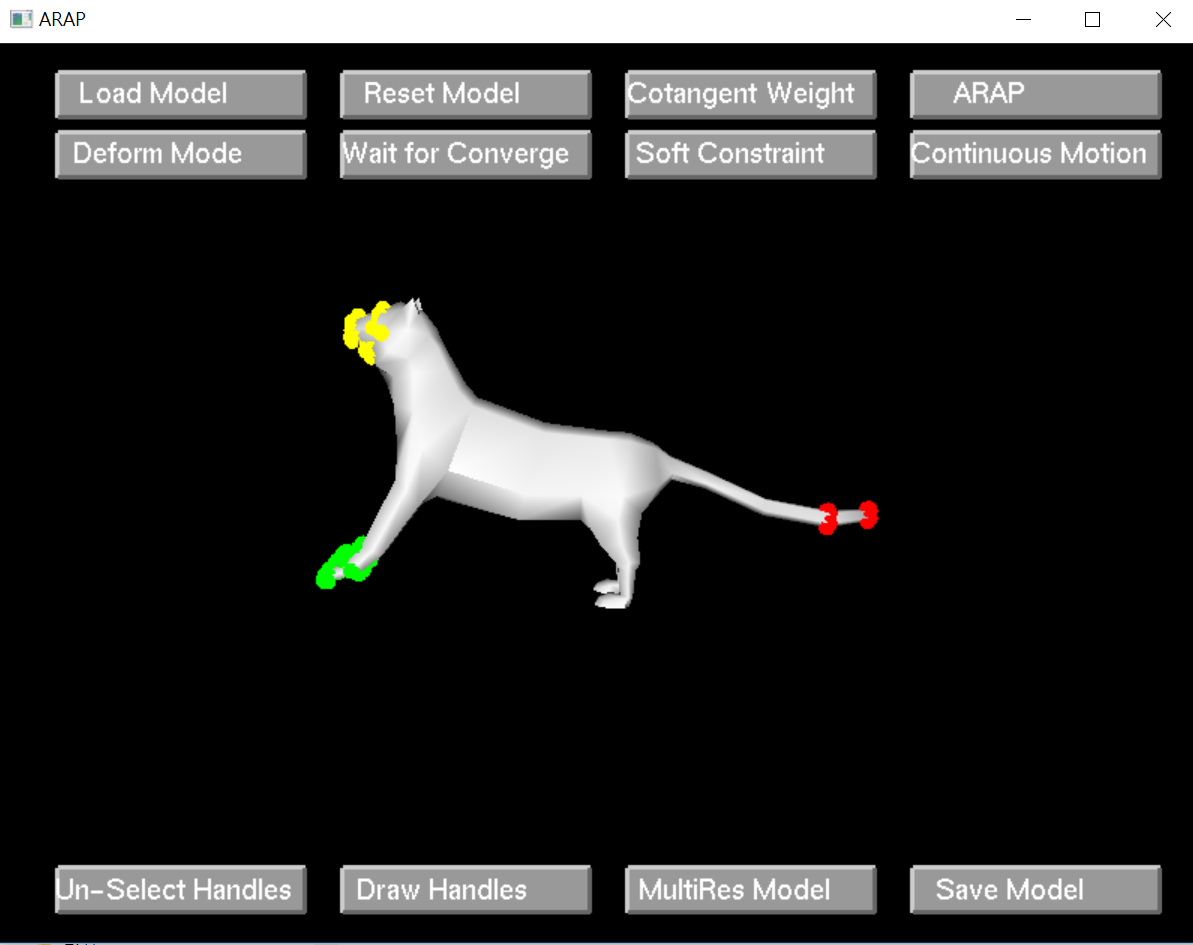 ARAP
Load Model
Reset Model
Cotangent Weight
ARAP
Deform Mode
Wait for Converge
Soft Constraint
Continuous Motion
Un-Select Handles
Draw Handles
MultiRes Model
Save Model